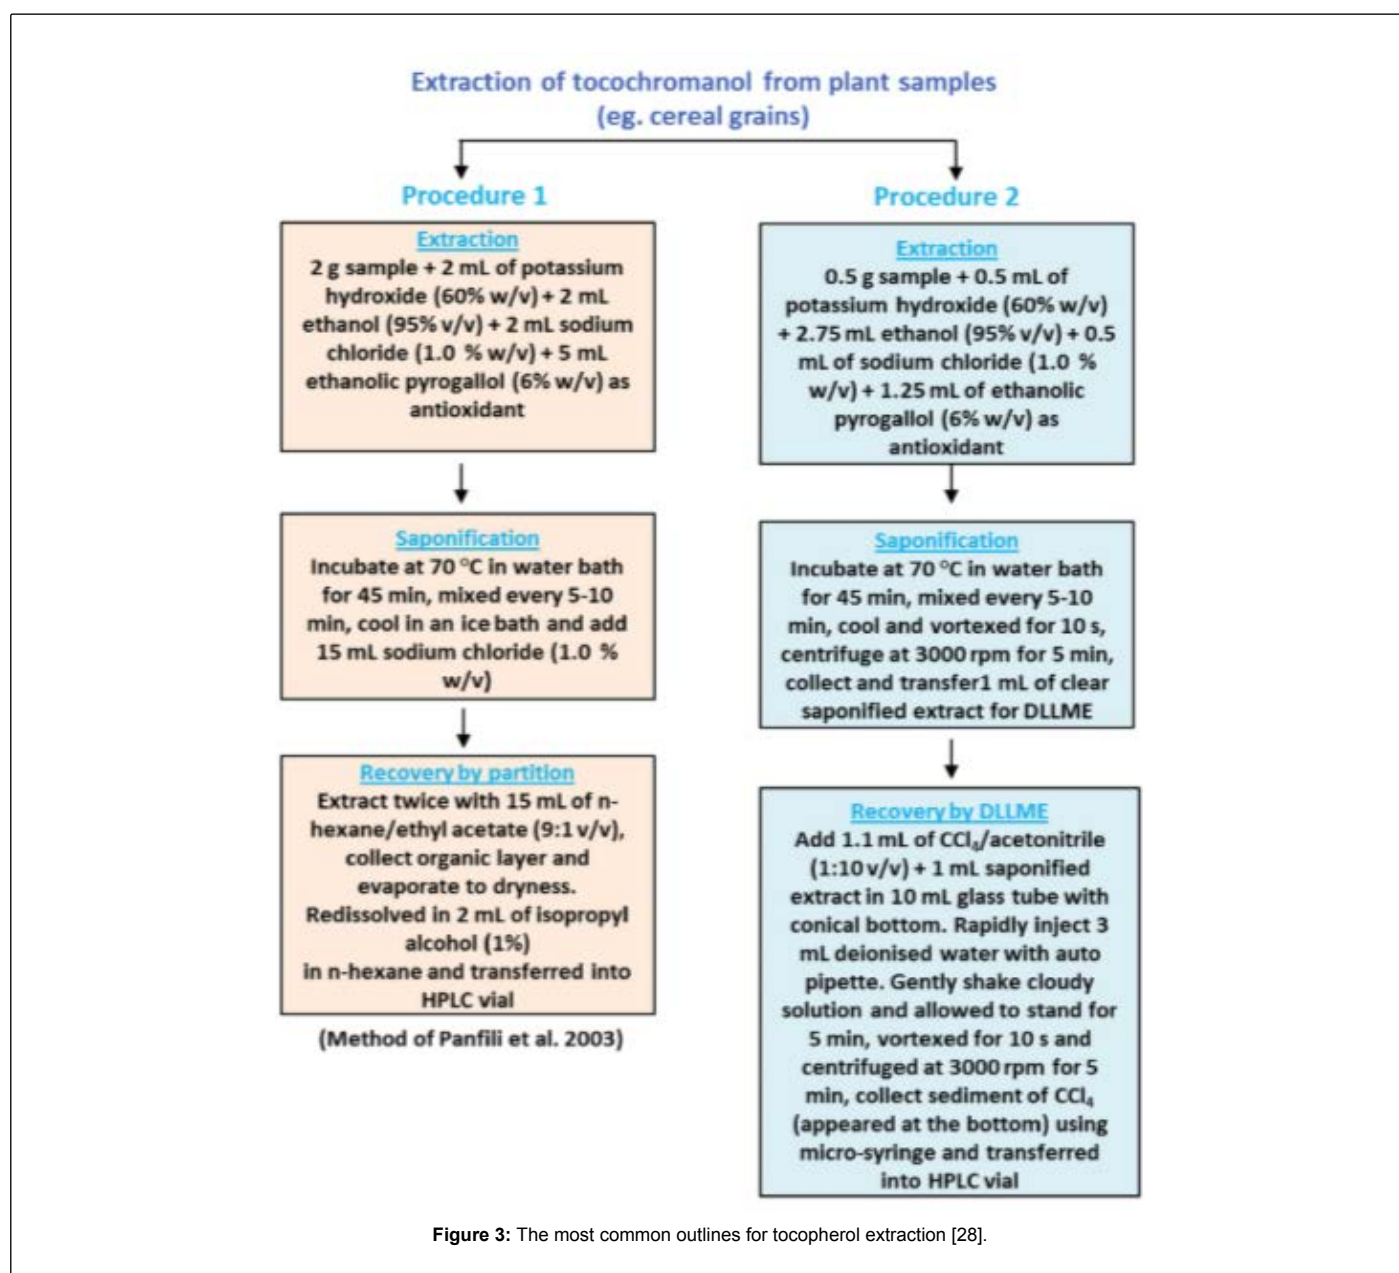 Extraction of tocochromanol from plant samples
(eg. cereal grains)
Procedure 1
Extraction
2 g sample + 2 mL of potassium
hydroxide (60% w/v) + 2 mL
ethanol (95% v/v) + 2 mL sodium
chloride (1.0 % w/v) + 5 mL
ethanolic pyrogallol (6% w/v) as
antioxidant
Saponification
Incubate at 70 °C in water bath
for 45 min, mixed every 5-10
min, cool in an ice bath and add
15 mL sodium chloride (1.0 %
w/v)
Recovery by partition
Extract twice with 15 mL of n-
hexane/ethyl acetate (9:1 v/v),
collect organic layer and
evaporate to dryness.
Redissolved in 2 mL of isopropyl
alcohol (1%)
in n-hexane and transferred into
HPLC vial
(Method of Panfili et al. 2003)
Procedure 2
Extraction
0.5 g sample + 0.5 mL of
potassium hydroxide (60% w/v)
+ 2.75 mL ethanol (95% v/v) + 0.5
mL of sodium chloride (1.0 %
w/v) + 1.25 mL of ethanolic
pyrogallol (6% w/v) as
antioxidant
Saponification
Incubate at 70 °C in water bath
for 45 min, mixed every 5-10
min, cool and vortexed for 10 s,
centrifuge at 3000 rpm for 5 min,
collect and transfer1 mL of clear
saponified extract for DLLME
Recovery by DLLME
Add 1.1 mL of CCl₄/acetonitrile
(1:10 v/v) + 1 mL saponified
extract in 10 mL glass tube with
conical bottom. Rapidly inject 3
mL deionised water with auto
pipette. Gently shake cloudy
solution and allowed to stand for
5 min, vortexed for 10 s and
centrifuged at 3000 rpm for 5
min, collect sediment of CCl₄
(appeared at the bottom) using
micro-syringe and transferred
into HPLC vial
Figure 3: The most common outlines for tocopherol extraction [28].